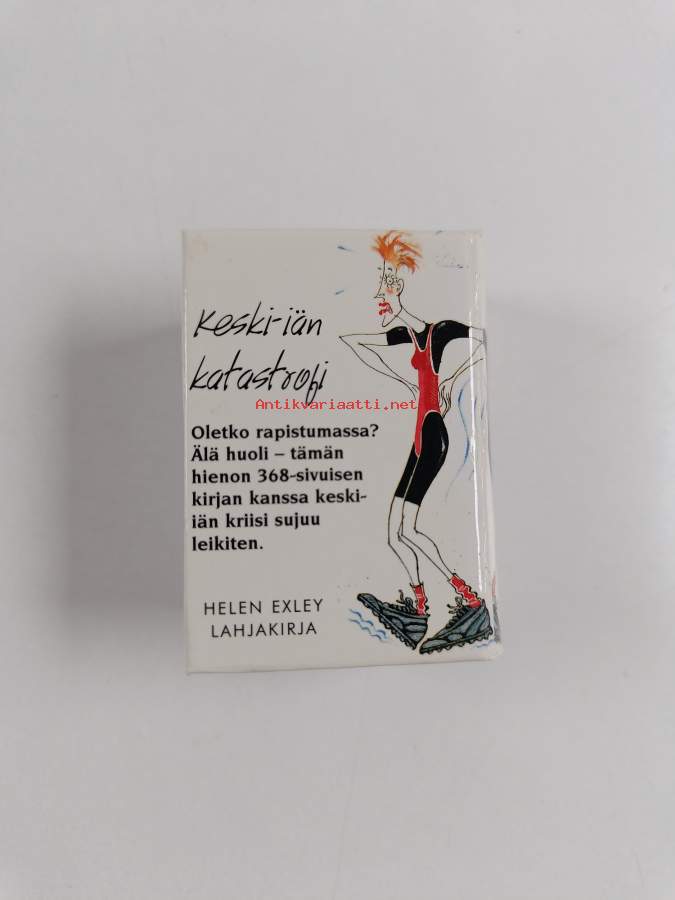 Keski-iän
katastrofi
Antikvariaatti.net
Oletko rapistumassa?
Älä huoli – tämän
hienon 368-sivuisen
kirjan kanssa keski-
iän kriisi sujuu
leikiten.
HELEN EXLEY
LAHJAKIRJA